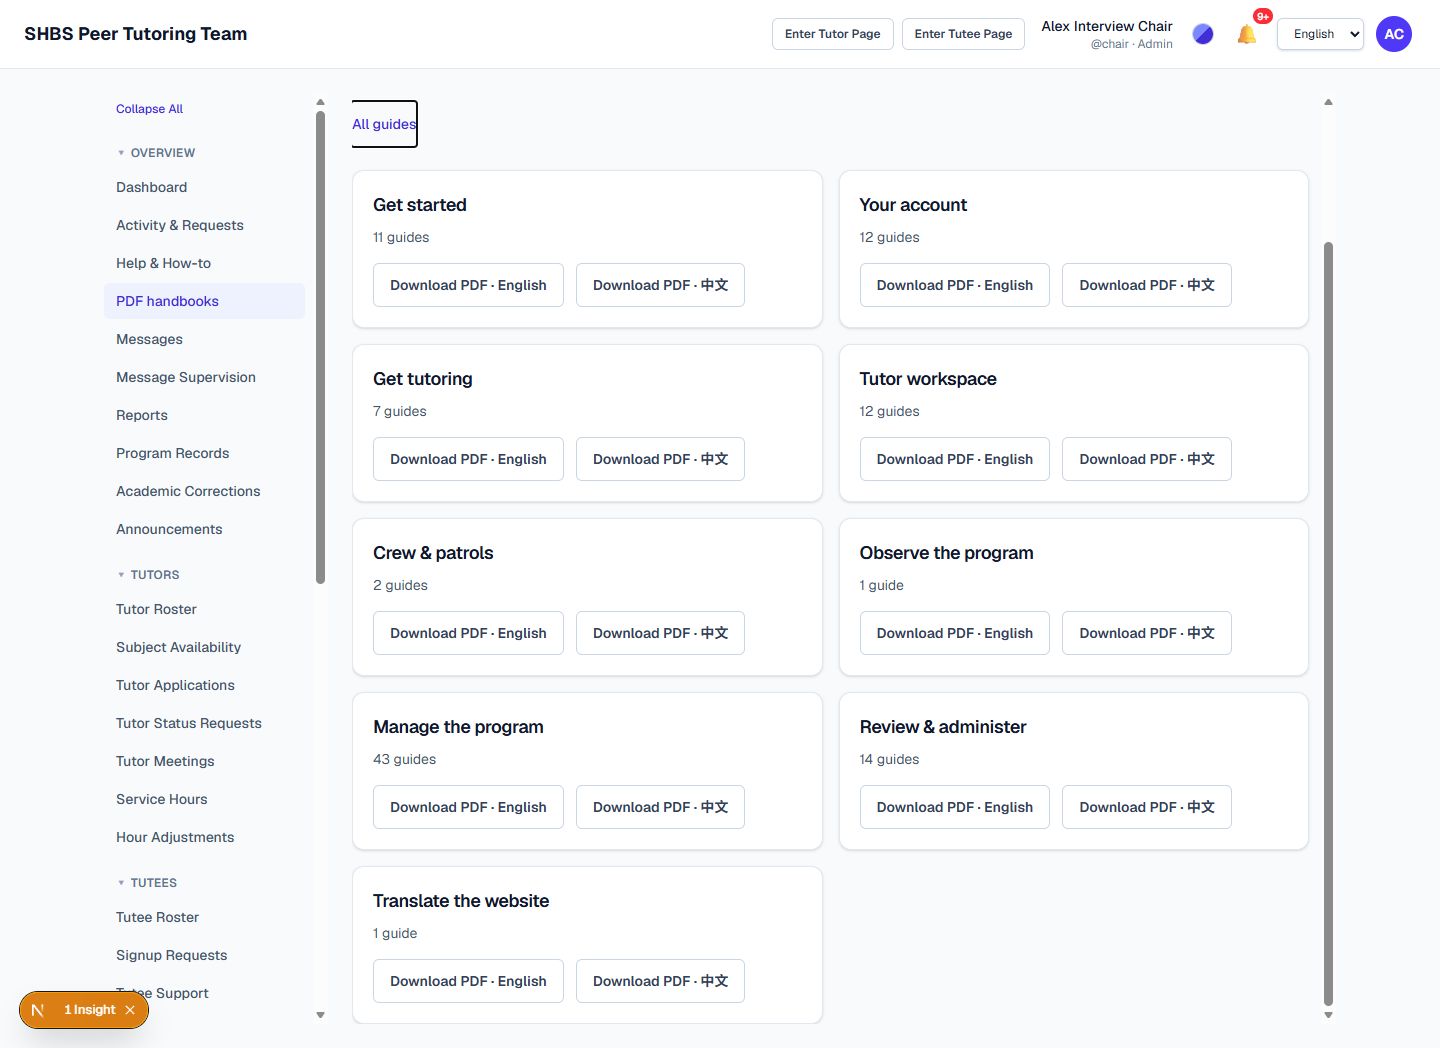 SHBS Peer Tutoring Team
Enter Tutor Page
Enter Tutee Page
Alex Interview Chair
@chair · Admin
9+
English
AC
Collapse All
OVERVIEW
Dashboard
Activity & Requests
Help & How-to
PDF handbooks
Messages
Message Supervision
Reports
Program Records
Academic Corrections
Announcements
TUTORS
Tutor Roster
Subject Availability
Tutor Applications
Tutor Status Requests
Tutor Meetings
Service Hours
Hour Adjustments
TUTEES
Tutee Roster
Signup Requests
Tutee Support
N
1 Insight
All guides
Get started
11 guides
Download PDF · English
Download PDF · 中文
Your account
12 guides
Download PDF · English
Download PDF · 中文
Get tutoring
7 guides
Download PDF · English
Download PDF · 中文
Tutor workspace
12 guides
Download PDF · English
Download PDF · 中文
Crew & patrols
2 guides
Download PDF · English
Download PDF · 中文
Observe the program
1 guide
Download PDF · English
Download PDF · 中文
Manage the program
43 guides
Download PDF · English
Download PDF · 中文
Review & administer
14 guides
Download PDF · English
Download PDF · 中文
Translate the website
1 guide
Download PDF · English
Download PDF · 中文